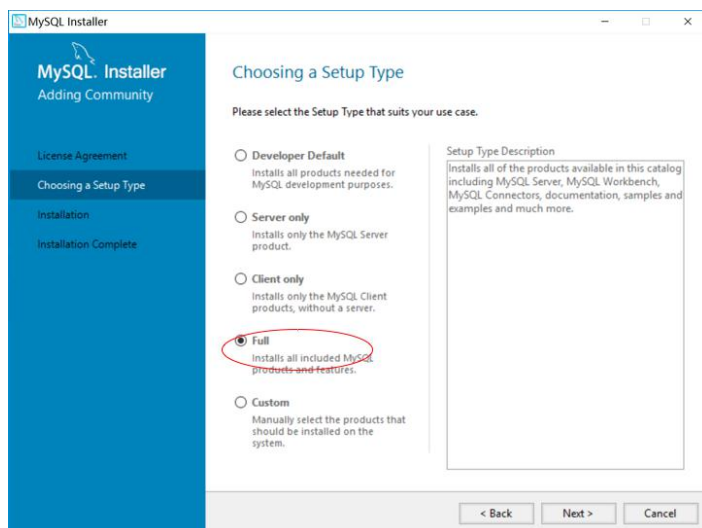 MySQL Installer
MySQL. Installer
Adding Community
License Agreement
Choosing a Setup Type
Installation
Installation Complete
Choosing a Setup Type
Please select the Setup Type that suits your use case.
Developer Default
Installs all products needed for
MySQL development purposes.
Server only
Installs only the MySQL Server
product.
Client only
Installs only the MySQL Client
products, without a server.
Full
Installs all included MySQL
products and features.
Custom
Manually select the products that
should be installed on the
system.
Setup Type Description
Installs all of the products available in this catalog
including MySQL Server, MySQL Workbench,
MySQL Connectors, documentation, samples and
examples and much more.
< Back
Next >
Cancel